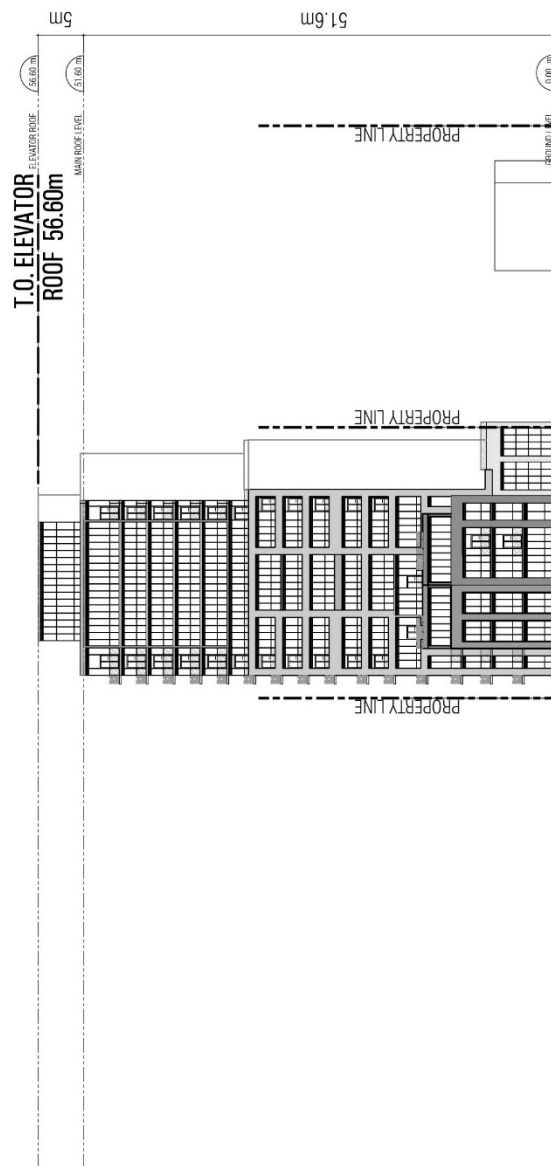 5m
51.6m
56.60 m
ELEVATOR ROOF
51.60 m
MAIN ROOF LEVEL
0.00 m
GROUND LEVEL
T.O. ELEVATOR
ROOF 56.60m
PROPERTY LINE
PROPERTY LINE
PROPERTY LINE